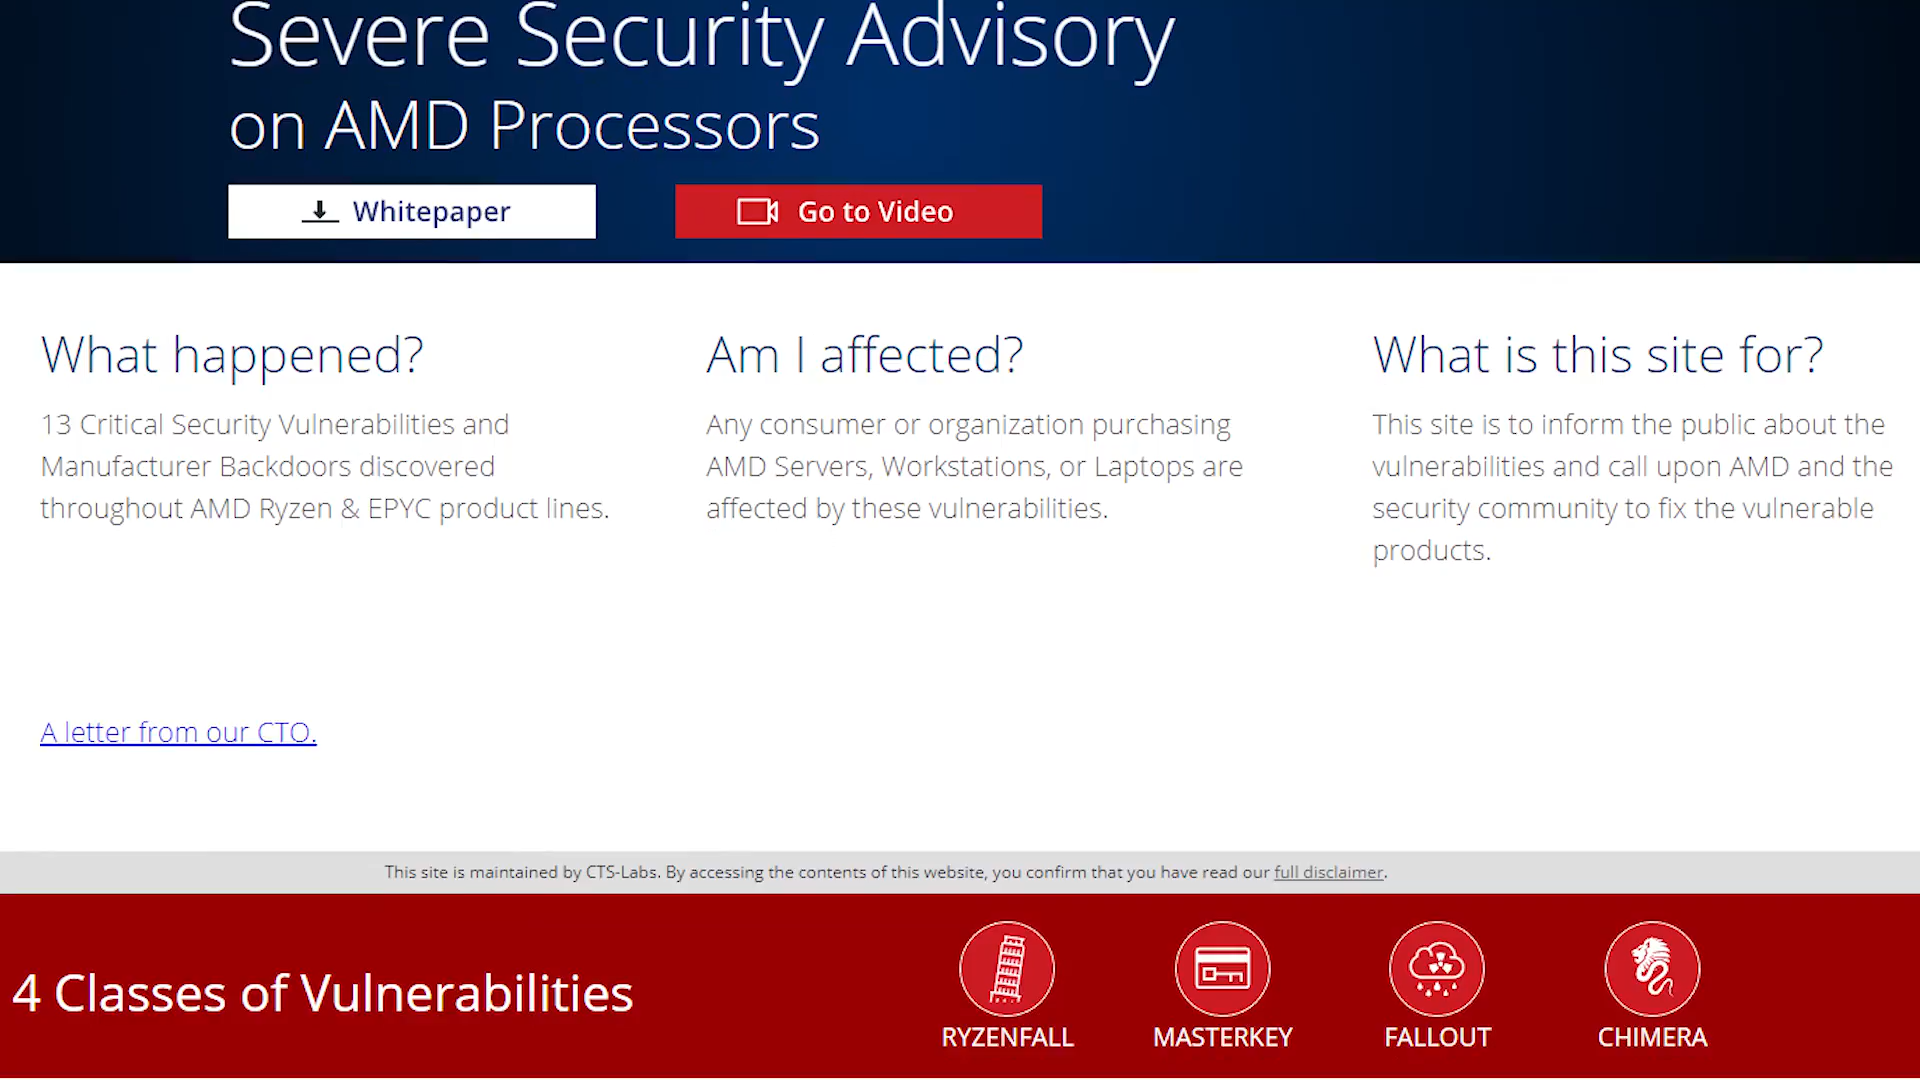 Severe Security Advisory
on AMD Processors
Whitepaper
Go to Video
What happened?
13 Critical Security Vulnerabilities and
Manufacturer Backdoors discovered
throughout AMD Ryzen & EPYC product lines.
Am I affected?
Any consumer or organization purchasing
AMD Servers, Workstations, or Laptops are
affected by these vulnerabilities.
What is this site for?
This site is to inform the public about the
vulnerabilities and call upon AMD and the
security community to fix the vulnerable
products.
A letter from our CTO.
This site is maintained by CTS-Labs. By accessing the contents of this website, you confirm that you have read our full disclaimer.
4 Classes of Vulnerabilities
RYZENFALL
MASTERKEY
FALLOUT
CHIMERA